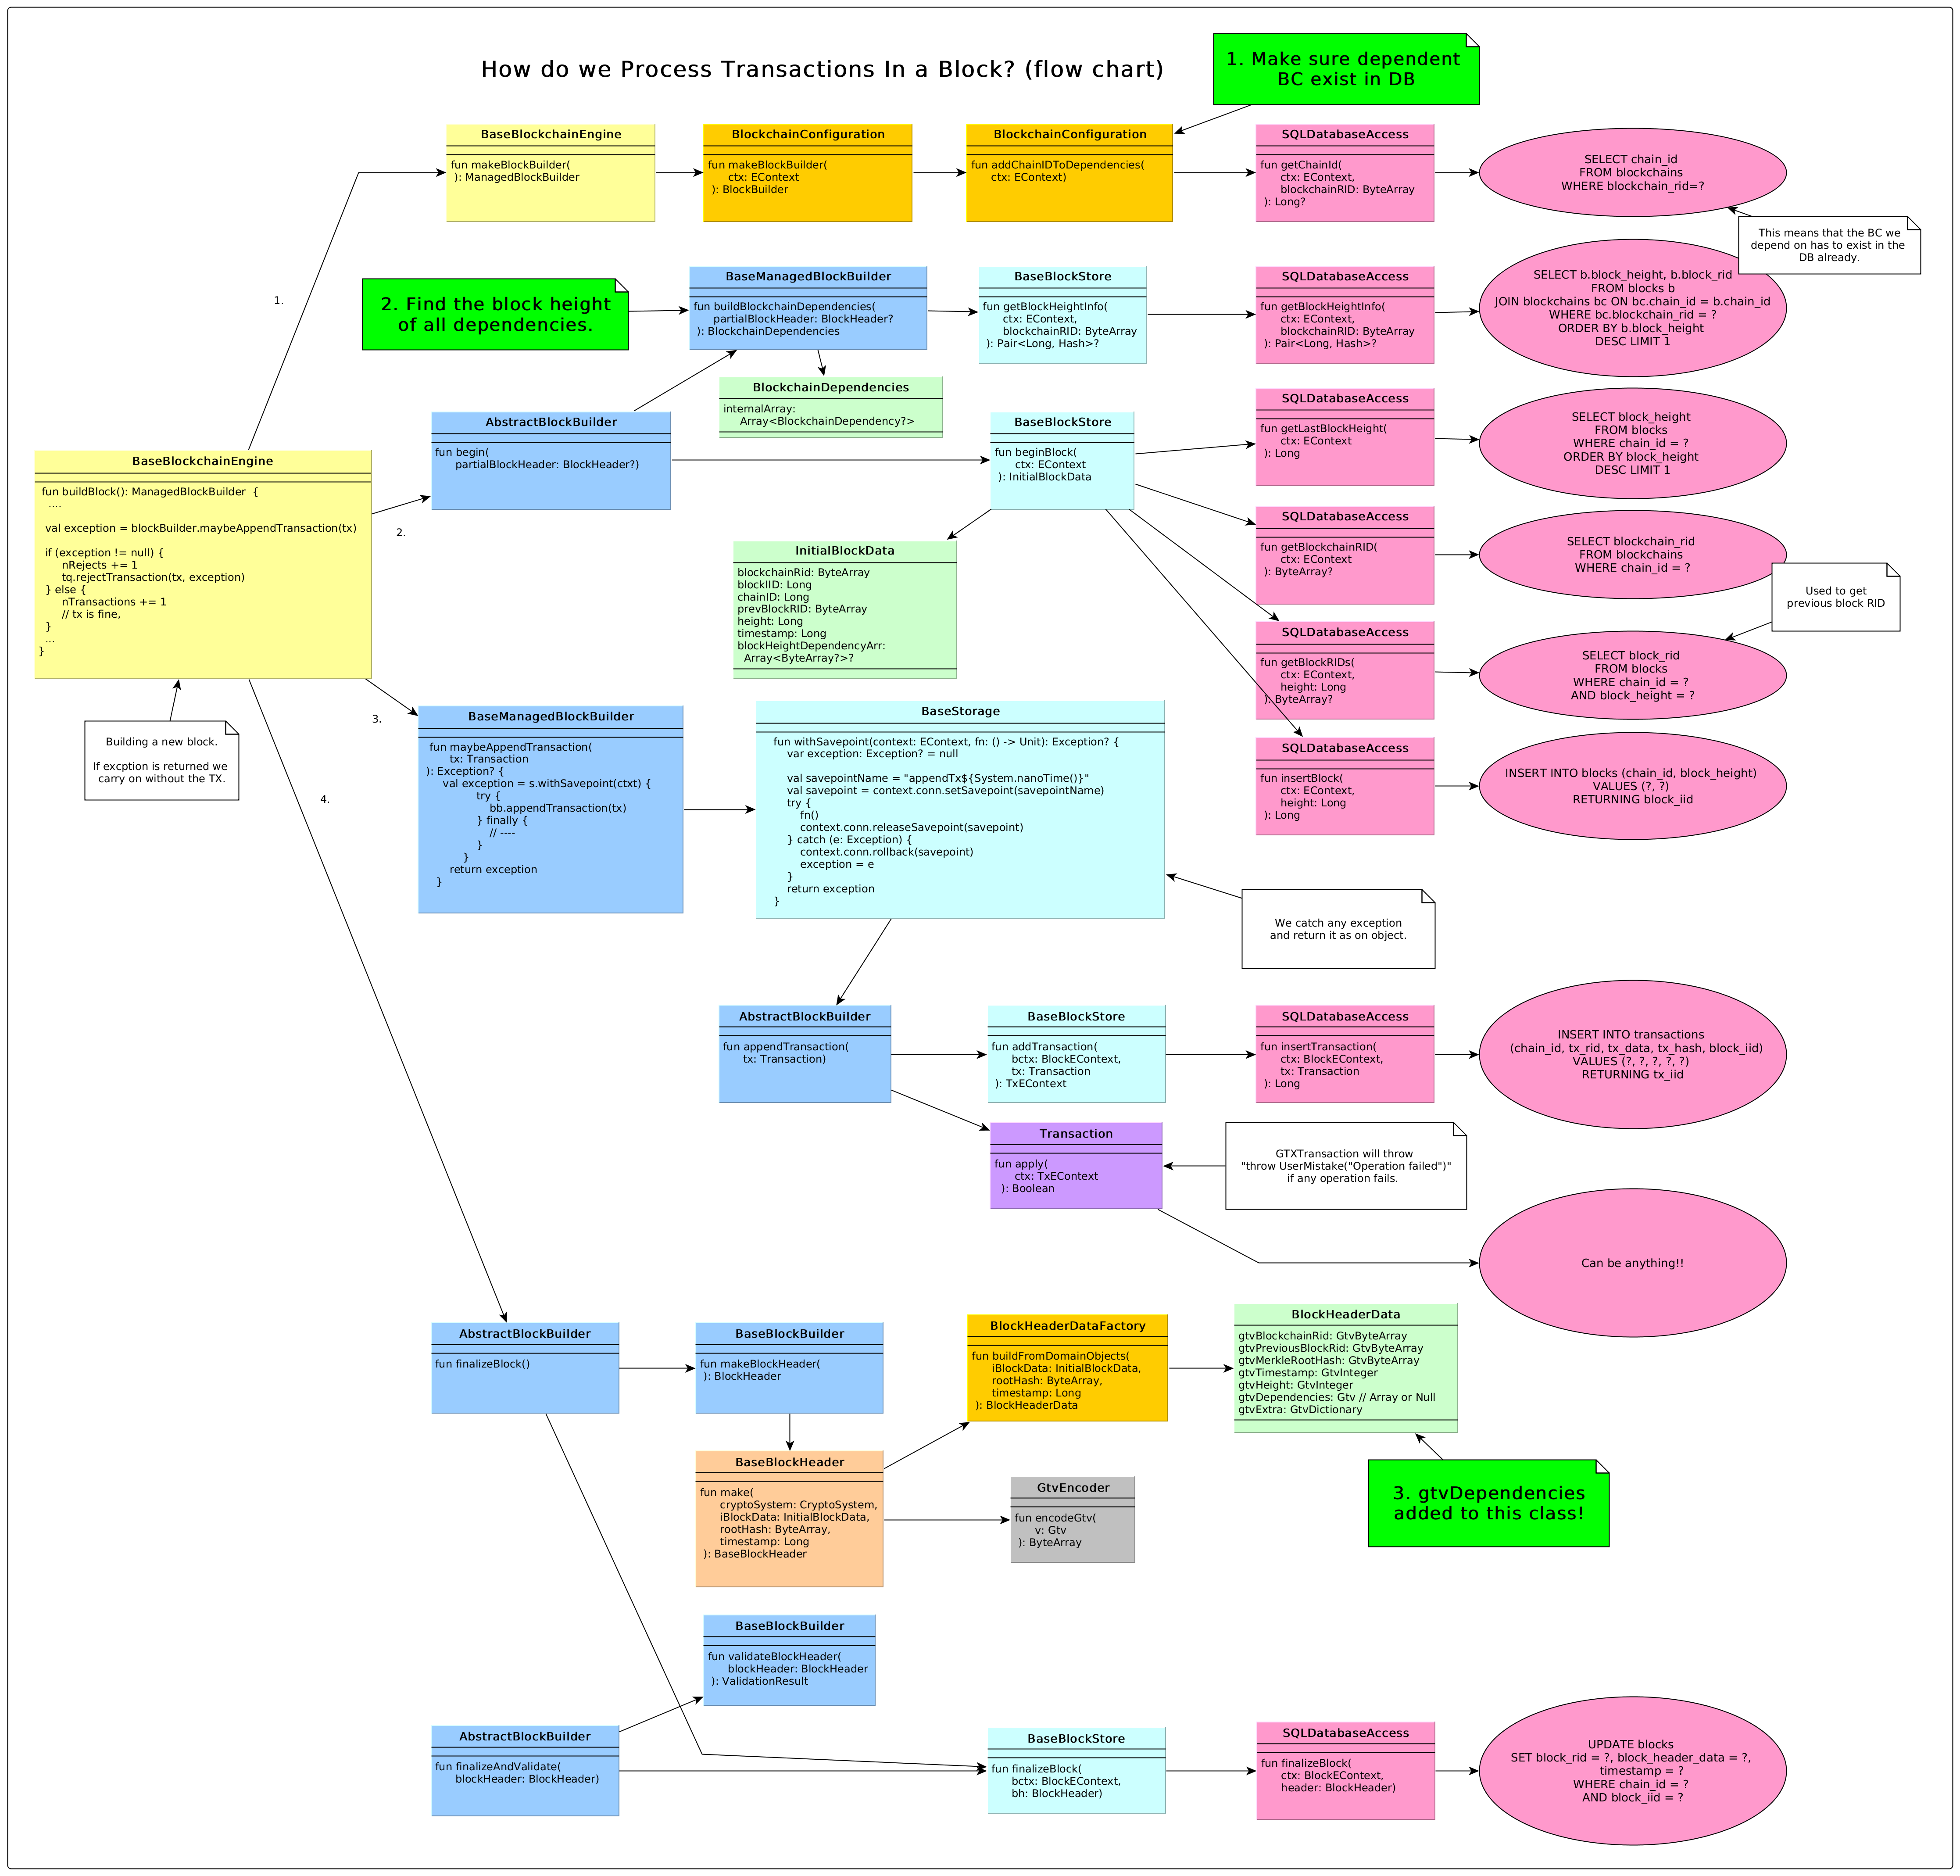 How do we Process Transactions In a Block? (flow chart)
1. Make sure dependent
BC exist in DB
BaseBlockchainEngine
fun makeBlockBuilder(
): ManagedBlockBuilder
BlockchainConfiguration
fun makeBlockBuilder(
ctx: EContext
): BlockBuilder
BlockchainConfiguration
fun addChainIDToDependencies(
ctx: EContext)
SQLDatabaseAccess
fun getChainId(
ctx: EContext,
blockchainRID: ByteArray
): Long?
SELECT chain_id
FROM blockchains
WHERE blockchain_rid=?
This means that the BC we
depend on has to exist in the
DB already.
1.
2. Find the block height
of all dependencies.
BaseManagedBlockBuilder
fun buildBlockchainDependencies(
partialBlockHeader: BlockHeader?
): BlockchainDependencies
BaseBlockStore
fun getBlockHeightInfo(
ctx: EContext,
blockchainRID: ByteArray
): Pair<Long, Hash>?
SQLDatabaseAccess
fun getBlockHeightInfo(
ctx: EContext,
blockchainRID: ByteArray
): Pair<Long, Hash>?
SELECT b.block_height, b.block_rid
FROM blocks b
JOIN blockchains bc ON bc.chain_id = b.chain_id
WHERE bc.blockchain_rid = ?
ORDER BY b.block_height
DESC LIMIT 1
BlockchainDependencies
internalArray:
Array<BlockchainDependency?>
AbstractBlockBuilder
fun begin(
partialBlockHeader: BlockHeader?)
BaseBlockStore
fun beginBlock(
ctx: EContext
): InitialBlockData
SQLDatabaseAccess
fun getLastBlockHeight(
ctx: EContext
): Long
SELECT block_height
FROM blocks
WHERE chain_id = ?
ORDER BY block_height
DESC LIMIT 1
BaseBlockchainEngine
fun buildBlock(): ManagedBlockBuilder  {
....
val exception = blockBuilder.maybeAppendTransaction(tx)
if (exception != null) {
nRejects += 1
tq.rejectTransaction(tx, exception)
} else {
nTransactions += 1
// tx is fine,
}
...
}
2.
InitialBlockData
blockchainRid: ByteArray
blockIID: Long
chainID: Long
prevBlockRID: ByteArray
height: Long
timestamp: Long
blockHeightDependencyArr:
Array<ByteArray?>?
SQLDatabaseAccess
fun getBlockchainRID(
ctx: EContext
): ByteArray?
SELECT blockchain_rid
FROM blockchains
WHERE chain_id = ?
Used to get
previous block RID
SQLDatabaseAccess
fun getBlockRIDs(
ctx: EContext,
height: Long
): ByteArray?
SELECT block_rid
FROM blocks
WHERE chain_id = ?
AND block_height = ?
Building a new block.
If excption is returned we
carry on without the TX.
3.
BaseManagedBlockBuilder
fun maybeAppendTransaction(
tx: Transaction
): Exception? {
val exception = s.withSavepoint(ctxt) {
try {
bb.appendTransaction(tx)
} finally {
// ----
}
}
return exception
}
BaseStorage
fun withSavepoint(context: EContext, fn: () -> Unit): Exception? {
var exception: Exception? = null
val savepointName = "appendTx${System.nanoTime()}"
val savepoint = context.conn.setSavepoint(savepointName)
try {
fn()
context.conn.releaseSavepoint(savepoint)
} catch (e: Exception) {
context.conn.rollback(savepoint)
exception = e
}
return exception
}
SQLDatabaseAccess
fun insertBlock(
ctx: EContext,
height: Long
): Long
INSERT INTO blocks (chain_id, block_height)
VALUES (?, ?)
RETURNING block_iid
4.
We catch any exception
and return it as on object.
AbstractBlockBuilder
fun appendTransaction(
tx: Transaction)
BaseBlockStore
fun addTransaction(
bctx: BlockEContext,
tx: Transaction
): TxEContext
SQLDatabaseAccess
fun insertTransaction(
ctx: BlockEContext,
tx: Transaction
): Long
INSERT INTO transactions
(chain_id, tx_rid, tx_data, tx_hash, block_iid)
VALUES (?, ?, ?, ?, ?)
RETURNING tx_iid
Transaction
fun apply(
ctx: TxEContext
): Boolean
GTXTransaction will throw
"throw UserMistake("Operation failed")"
if any operation fails.
Can be anything!!
AbstractBlockBuilder
fun finalizeBlock()
BaseBlockBuilder
fun makeBlockHeader(
): BlockHeader
BlockHeaderDataFactory
fun buildFromDomainObjects(
iBlockData: InitialBlockData,
rootHash: ByteArray,
timestamp: Long
): BlockHeaderData
BlockHeaderData
gtvBlockchainRid: GtvByteArray
gtvPreviousBlockRid: GtvByteArray
gtvMerkleRootHash: GtvByteArray
gtvTimestamp: GtvInteger
gtvHeight: GtvInteger
gtvDependencies: Gtv // Array or Null
gtvExtra: GtvDictionary
BaseBlockHeader
fun make(
cryptoSystem: CryptoSystem,
iBlockData: InitialBlockData,
rootHash: ByteArray,
timestamp: Long
): BaseBlockHeader
GtvEncoder
fun encodeGtv(
v: Gtv
): ByteArray
3. gtvDependencies
added to this class!
BaseBlockBuilder
fun validateBlockHeader(
blockHeader: BlockHeader
): ValidationResult
AbstractBlockBuilder
fun finalizeAndValidate(
blockHeader: BlockHeader)
BaseBlockStore
fun finalizeBlock(
bctx: BlockEContext,
bh: BlockHeader)
SQLDatabaseAccess
fun finalizeBlock(
ctx: BlockEContext,
header: BlockHeader)
UPDATE blocks
SET block_rid = ?, block_header_data = ?,
timestamp = ?
WHERE chain_id = ?
AND block_iid = ?